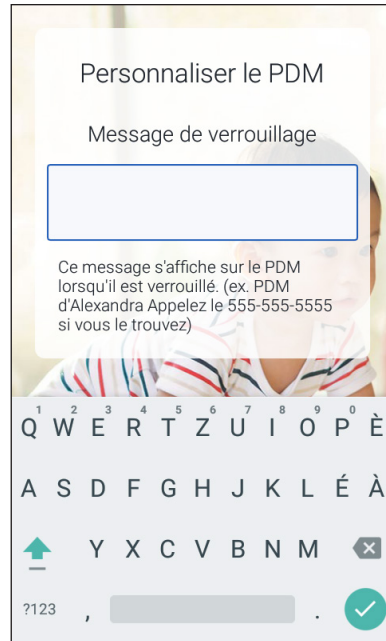 Personnaliser le PDM
Message de verrouillage
Ce message s'affiche sur le PDM
lorsqu'il est verrouillé. (ex. PDM
d'Alexandra Appelez le 555-555-5555
si vous le trouvez)
1 2 3 4 5 6 7 8 9 0
Q W E R T Z U I O P È
A S D F G H J K L É À
Y X C V B N M
?123 , .